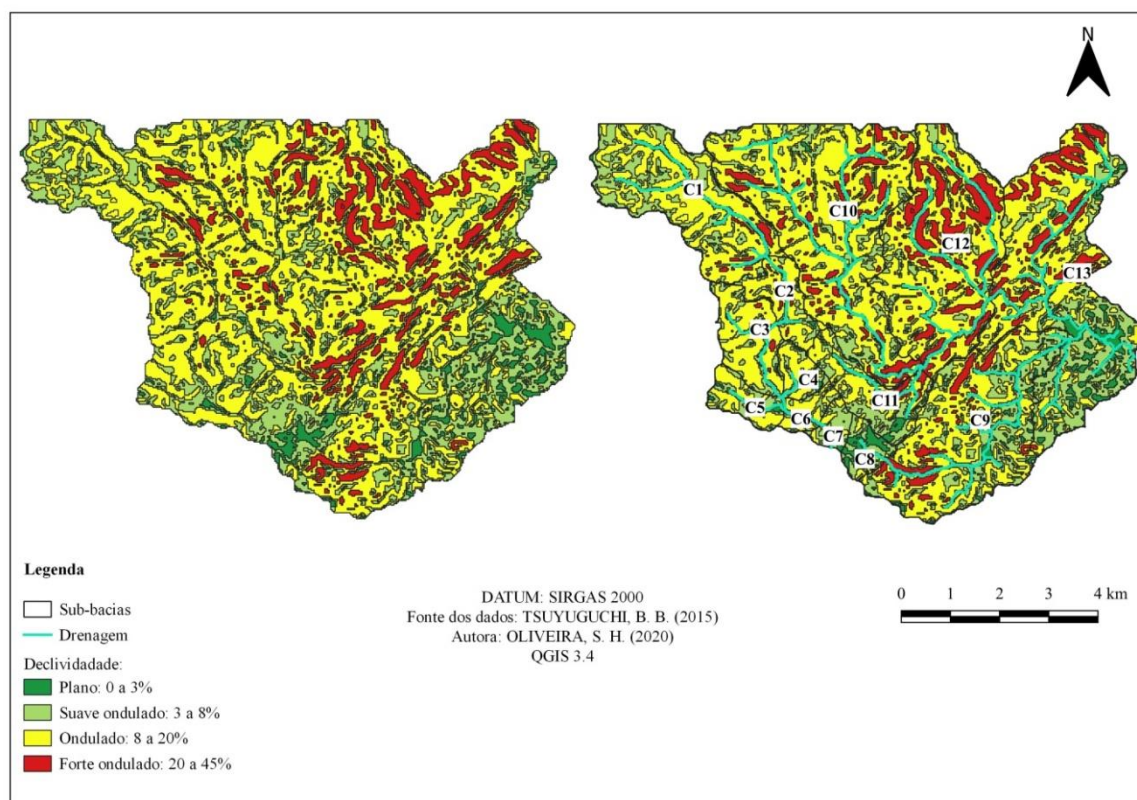 N
C1
C10
C12
C13
C2
C3
C4
C11
C5
C6
C9
C7
C8
Legenda
Sub-bacias
Drenagem
Declividadade:
Plano: 0 a 3%
Suave ondulado: 3 a 8%
Ondulado: 8 a 20%
Forte ondulado: 20 a 45%
DATUM: SIRGAS 2000
Fonte dos dados: TSUYUGUCHI, B. B. (2015)
Autora: OLIVEIRA, S. H. (2020)
QGIS 3.4
0 1 2 3 4 km